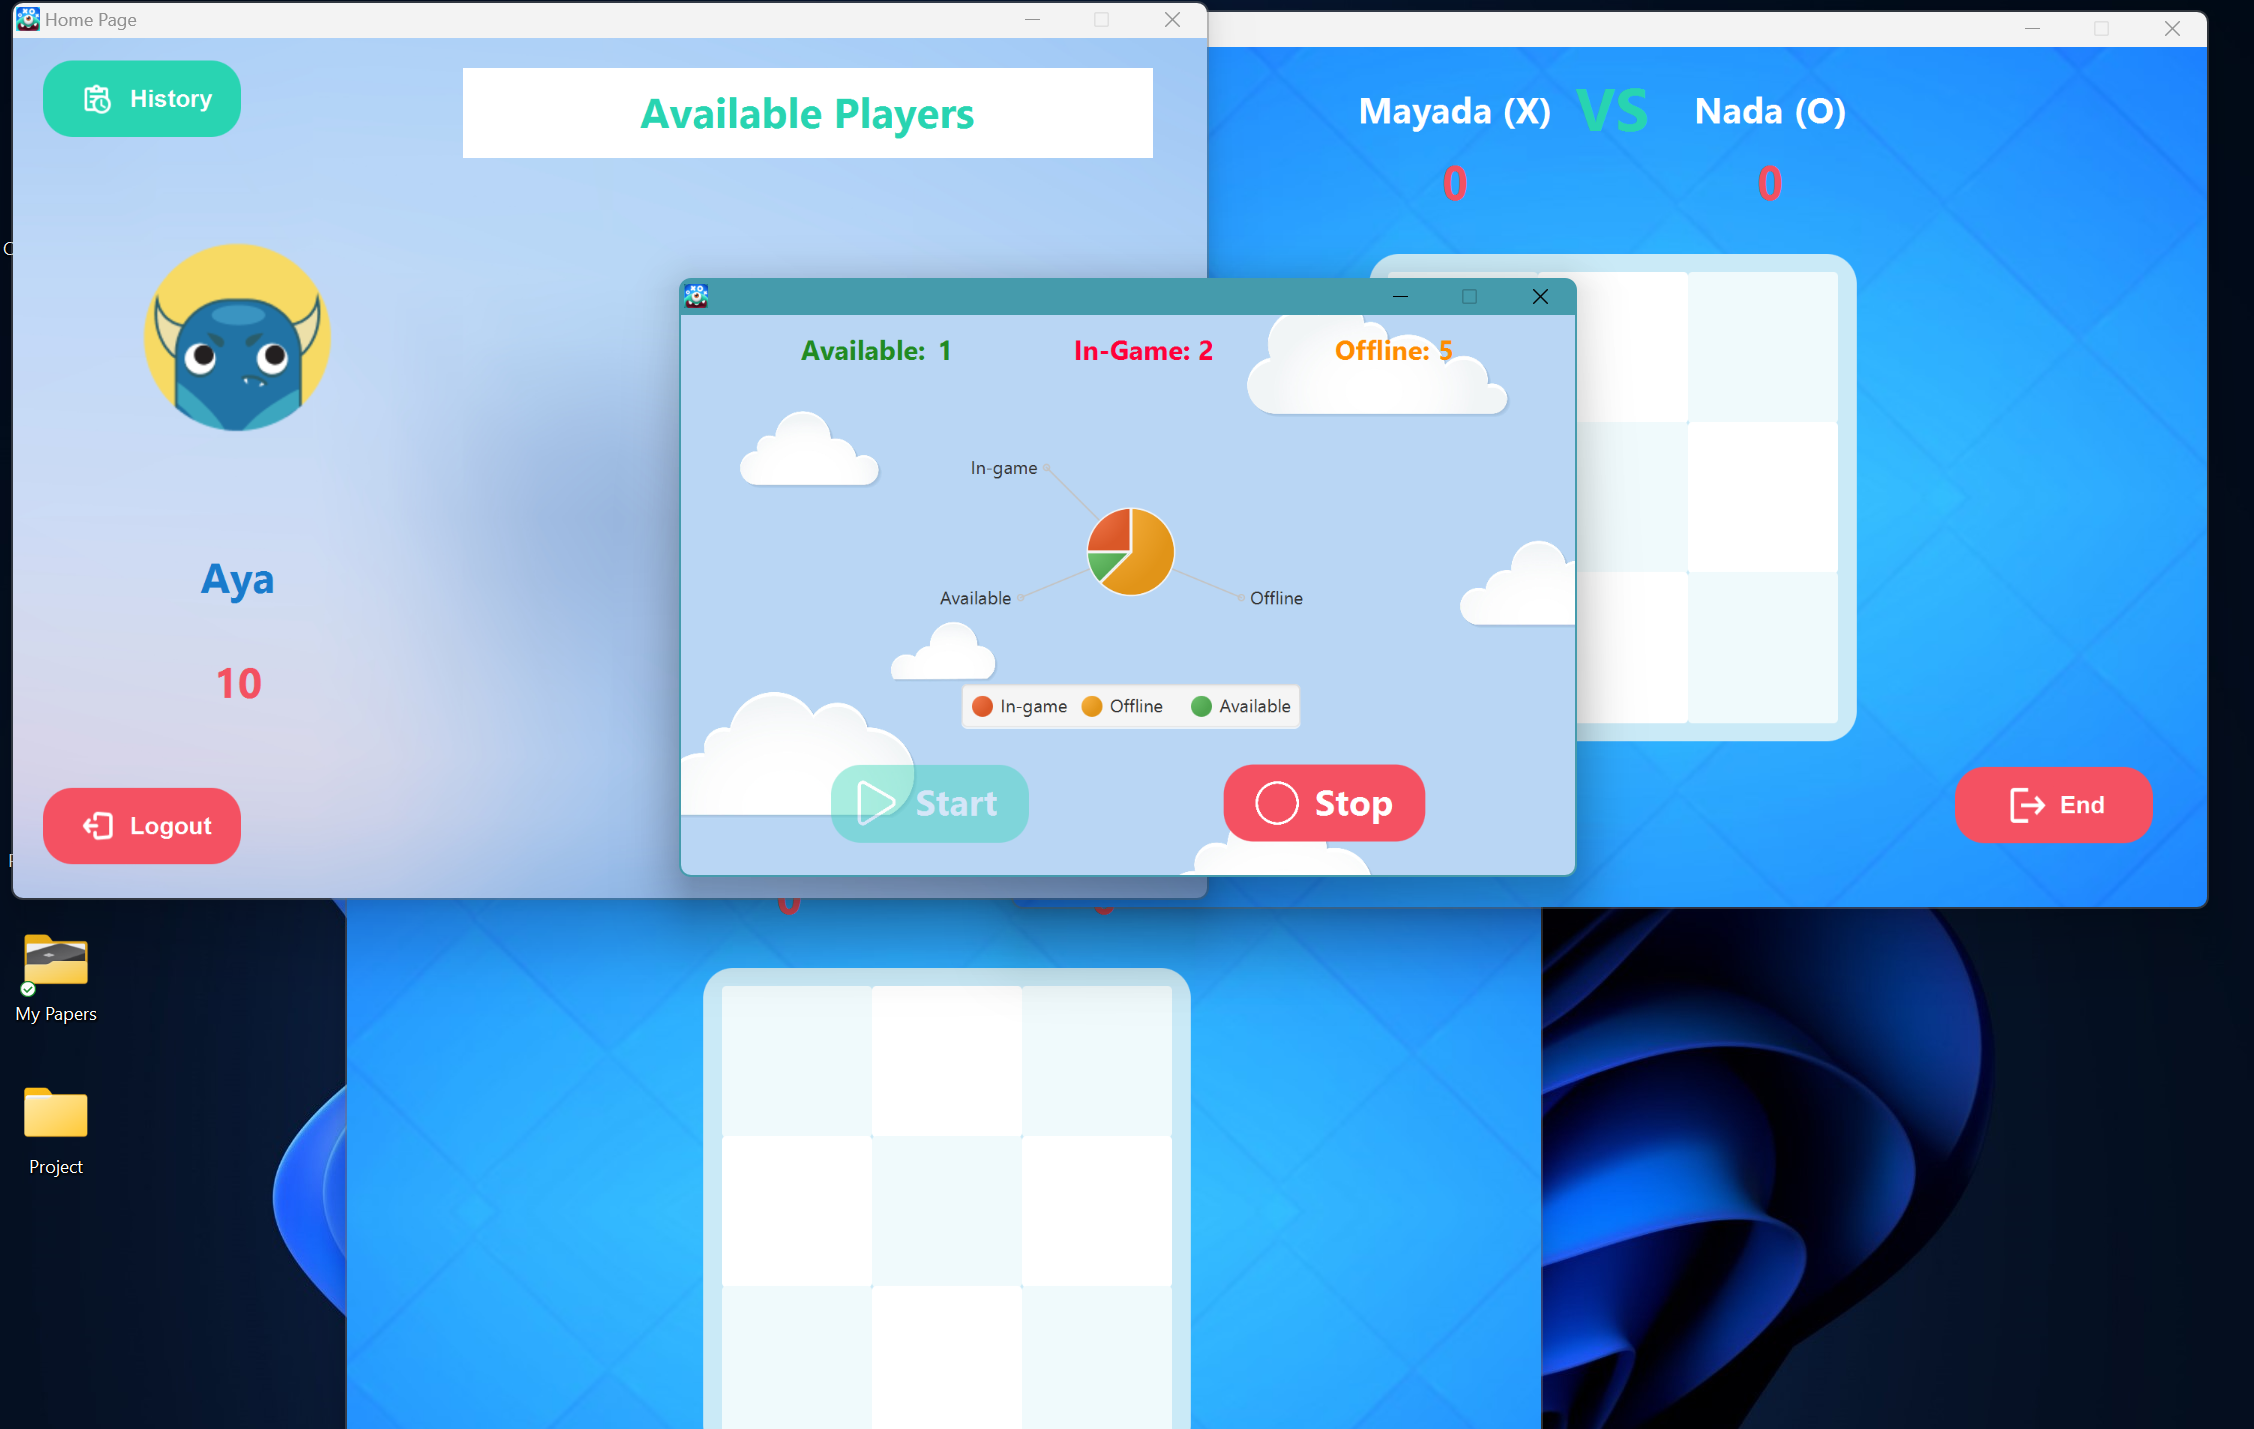 Home Page
History
Available Players
Aya
10
Logout
Mayada (X) VS Nada (O)
0 0
End
Available: 1 In-Game: 2 Offline: 5
In-game
Available
Offline
In-game Offline Available
Start
Stop
My Papers
Project